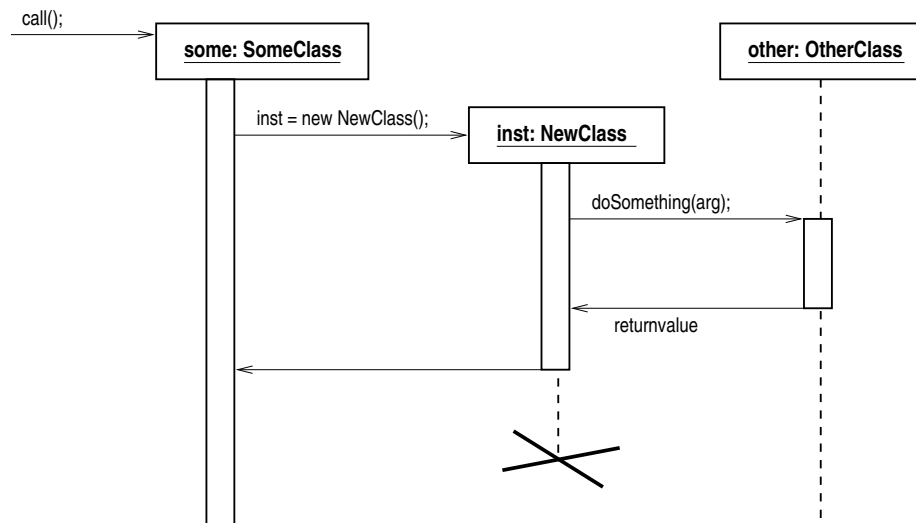 call();
some: SomeClass
other: OtherClass
inst = new NewClass();
inst: NewClass
doSomething(arg);
returnvalue